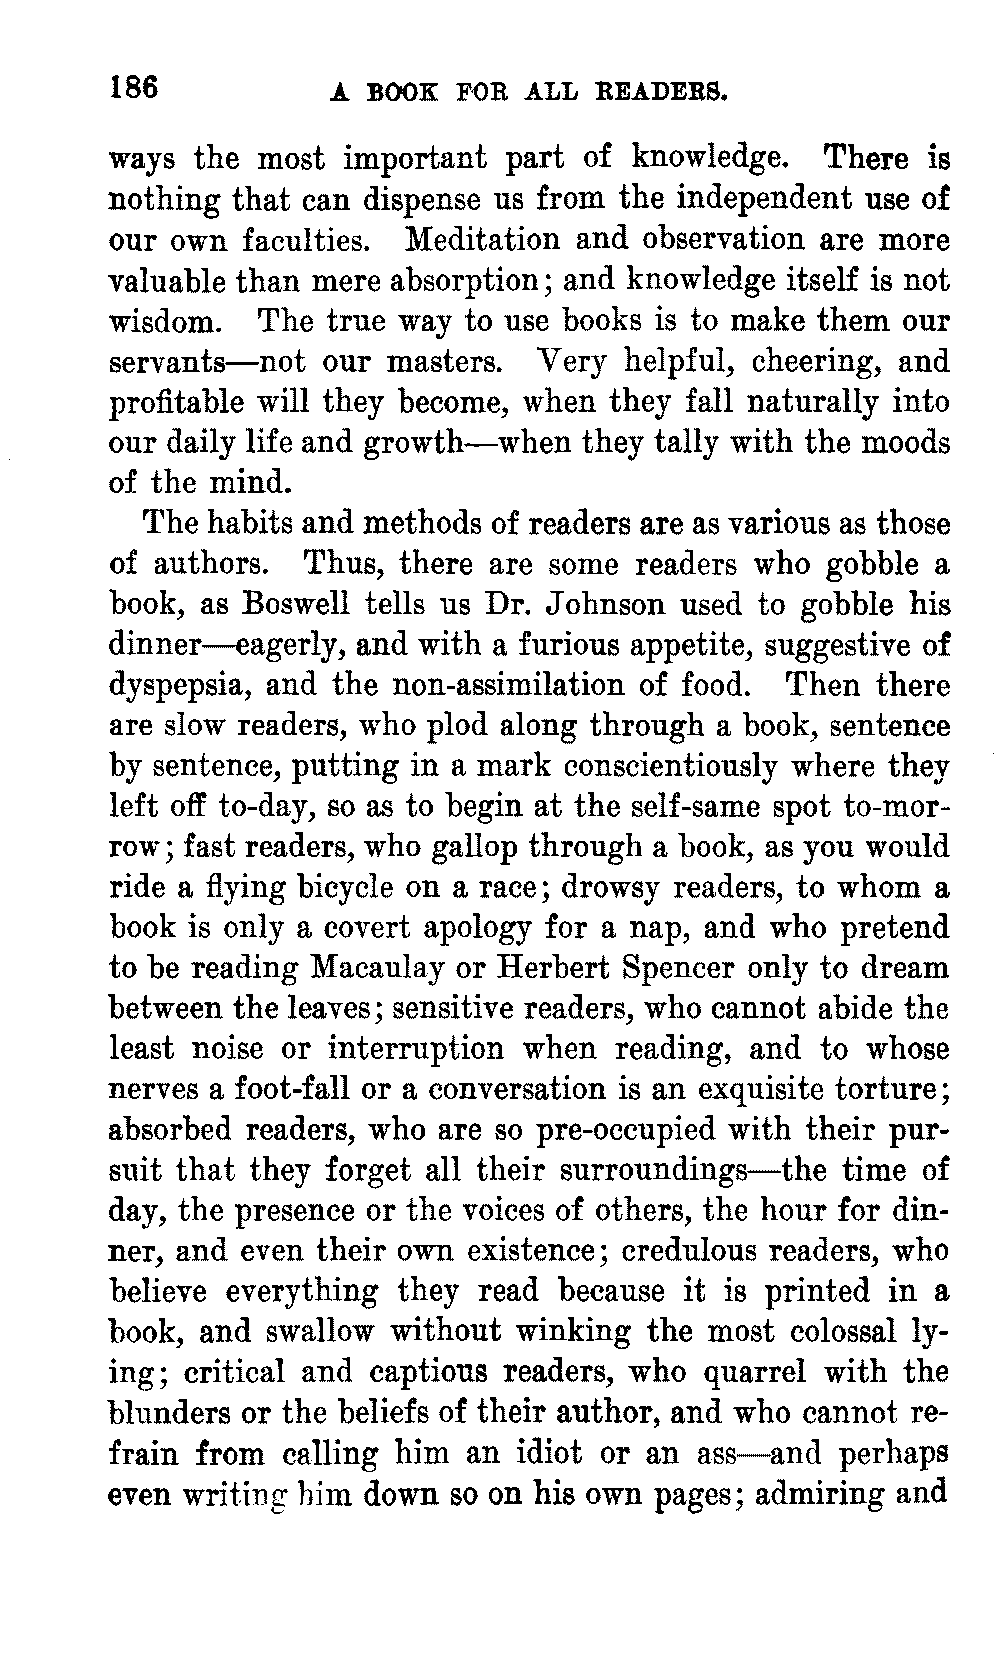 186 A BOOK FOR ALL READERS.
ways the most important part of knowledge. There is
nothing that can dispense us from the independent use of
our own faculties. Meditation and observation are more
valuable than mere absorption; and knowledge itself is not
wisdom. The true way to use books is to make them our
servants—not our masters. Very helpful, cheering, and
profitable will they become, when they fall naturally into
our daily life and growth—when they tally with the moods
of the mind.
The habits and methods of readers are as various as those
of authors. Thus, there are some readers who gobble a
book, as Boswell tells us Dr. Johnson used to gobble his
dinner—eagerly, and with a furious appetite, suggestive of
dyspepsia, and the non-assimilation of food. Then there
are slow readers, who plod along through a book, sentence
by sentence, putting in a mark conscientiously where they
left off to-day, so as to begin at the self-same spot to-mor-
row; fast readers, who gallop through a book, as you would
ride a flying bicycle on a race; drowsy readers, to whom a
book is only a covert apology for a nap, and who pretend
to be reading Macaulay or Herbert Spencer only to dream
between the leaves; sensitive readers, who cannot abide the
least noise or interruption when reading, and to whose
nerves a foot-fall or a conversation is an exquisite torture;
absorbed readers, who are so pre-occupied with their pur-
suit that they forget all their surroundings—the time of
day, the presence or the voices of others, the hour for din-
ner, and even their own existence; credulous readers, who
believe everything they read because it is printed in a
book, and swallow without winking the most colossal ly-
ing; critical and captious readers, who quarrel with the
blunders or the beliefs of their author, and who cannot re-
frain from calling him an idiot or an ass—and perhaps
even writing him down so on his own pages; admiring and